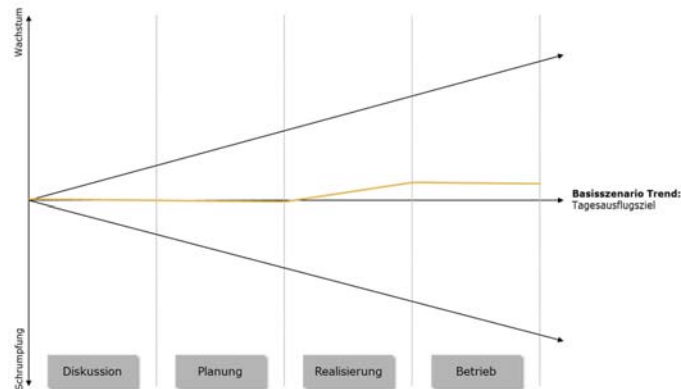 Wachstum
Basisszenario Trend:
Tagesausflugsziel
Schrumpfung
Diskussion
Planung
Realisierung
Betrieb